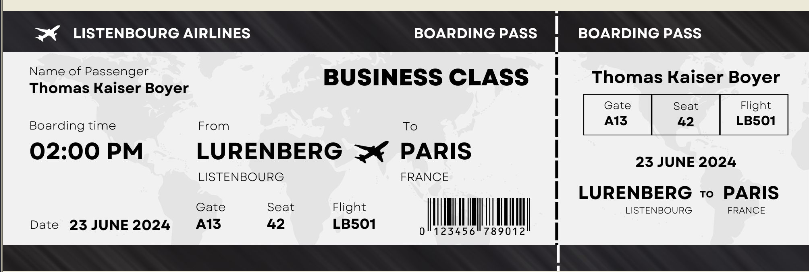 LISTENBOURG AIRLINES
BOARDING PASS
Name of Passenger
Thomas Kaiser Boyer
BUSINESS CLASS
Boarding time
From
To
02:00 PM
LURENBERG
PARIS
LISTENBOURG
FRANCE
Gate
Seat
Flight
Date 23 JUNE 2024
A13
42
LB501
0 123456 789012
BOARDING PASS
Thomas Kaiser Boyer
Gate
Seat
Flight
A13
42
LB501
23 JUNE 2024
LURENBERG TO PARIS
LISTENBOURG
FRANCE